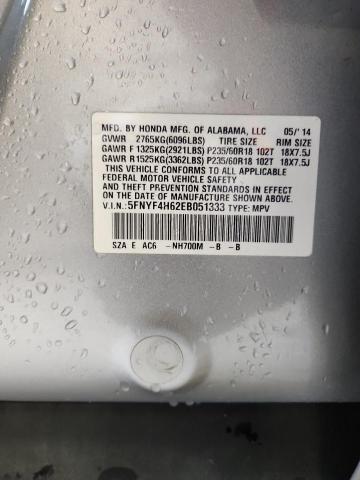 MFD. BY HONDA MFG. OF ALABAMA, LLC 05/'14
GVWR 2765KG(6096LBS) TIRE SIZE RIM SIZE
GAWR F 1325KG(2921LBS) P235/60R18 102T 18X7.5J
GAWR R1525KG(3362LBS) P235/60R18 102T 18X7.5J
THIS VEHICLE CONFORMS TO ALL APPLICABLE
FEDERAL MOTOR VEHICLE SAFETY AND
THEFT PREVENTION STANDARDS IN EFFECT ON THE
DATE OF MANUFACTURE SHOWN ABOVE.
V.I.N.:5FNYF4H62EB051333 TYPE: MPV
SZA E AC6 -NH700M -B -B